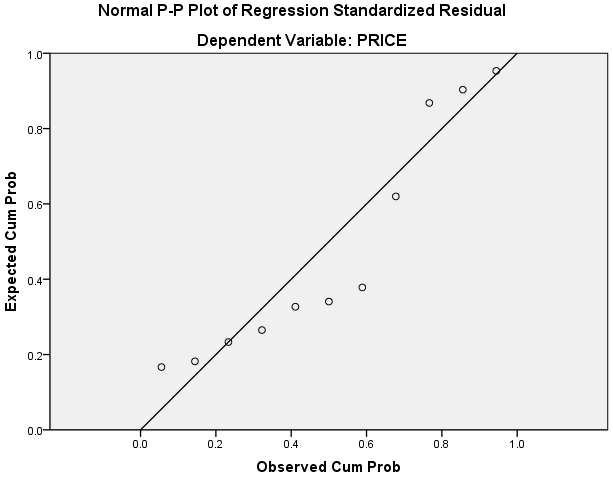 Normal P-P Plot of Regression Standardized Residual
Dependent Variable: PRICE
1.0
0.8
0.6
0.4
0.2
0.0
Expected Cum Prob
0.0 0.2 0.4 0.6 0.8 1.0
Observed Cum Prob